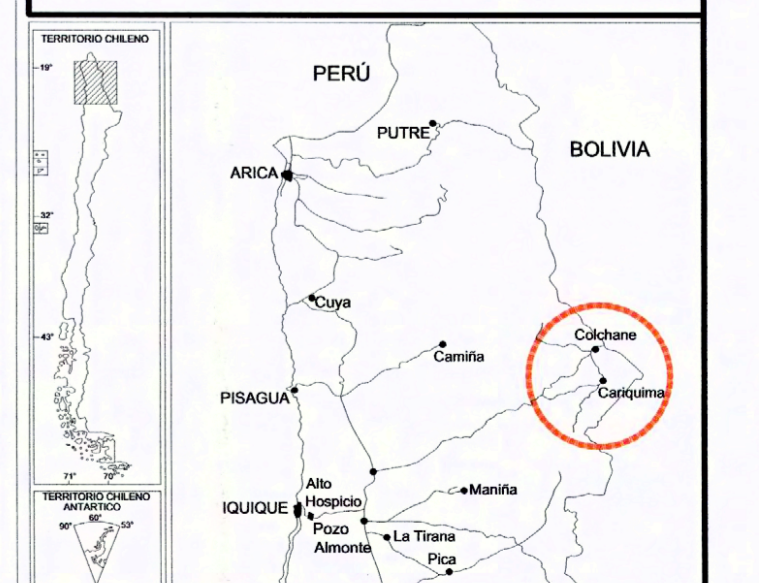 TERRITORIO CHILENO
19°
32°
43°
71° 70°
TERRITORIO CHILENO
ANTARTICO
90° 60° 53°
PERÚ
BOLIVIA
PUTRE
ARICA
Cuya
Camiña
PISAGUA
Colchane
Cariquima
Alto
Hospicio
IQUIQUE
Pozo
Almonte
Maniña
La Tirana
Pica